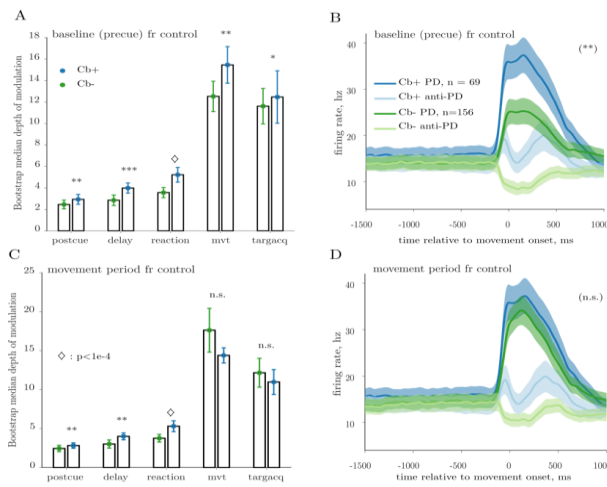 A
baseline (precue) fr control
Bootstrap median depth of modulation
18
16
14
12
10
8
6
4
2
0
Cb+
Cb-
**
***
◇
**
*
postcue delay reaction mvt targacq
B
baseline (precue) fr control
(**)
firing rate, hz
40
30
20
10
Cb+ PD, n = 69
Cb+ anti-PD
Cb- PD, n=156
Cb- anti-PD
-1500 -1000 -500 0 500 1000
time relative to movement onset, ms
C
movement period fr control
Bootstrap median depth of modulation
25
20
15
10
5
0
◇ : p<1e-4
**
**
◇
n.s.
n.s.
postcue delay reaction mvt targacq
D
movement period fr control
(n.s.)
firing rate, hz
40
30
20
10
-1500 -1000 -500 0 500 1000
time relative to movement onset, ms